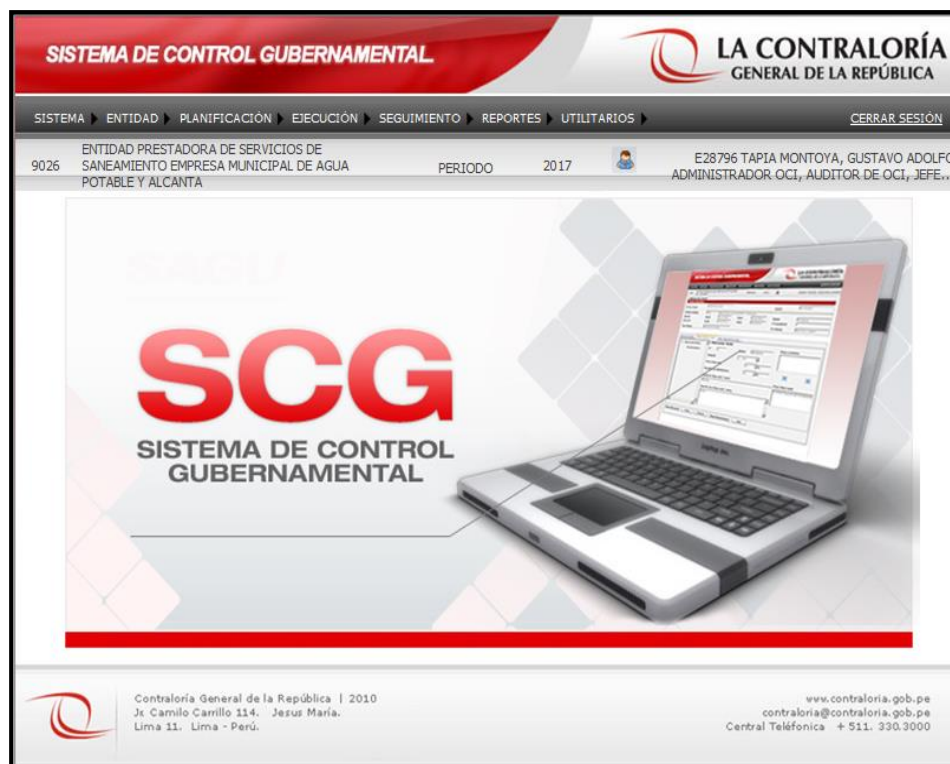 SISTEMA DE CONTROL GUBERNAMENTAL
LA CONTRALORÍA
GENERAL DE LA REPÚBLICA
SISTEMA ENTIDAD PLANIFICACIÓN EJECUCIÓN SEGUIMIENTO REPORTES UTILITARIOS CERRAR SESIÓN
9026
ENTIDAD PRESTADORA DE SERVICIOS DE
SANEAMIENTO EMPRESA MUNICIPAL DE AGUA
POTABLE Y ALCANTA
PERIODO 2017
E28796 TAPIA MONTOYA, GUSTAVO ADOLFO
ADMINISTRADOR OCI, AUDITOR DE OCI, JEFE...
SCG
SISTEMA DE CONTROL
GUBERNAMENTAL
Contraloría General de la República | 2010
Jr. Camilo Carrillo 114. Jesus María.
Lima 11. Lima - Perú.
www.contraloria.gob.pe
contraloria@contraloria.gob.pe
Central Teléfonica + 511. 330.3000